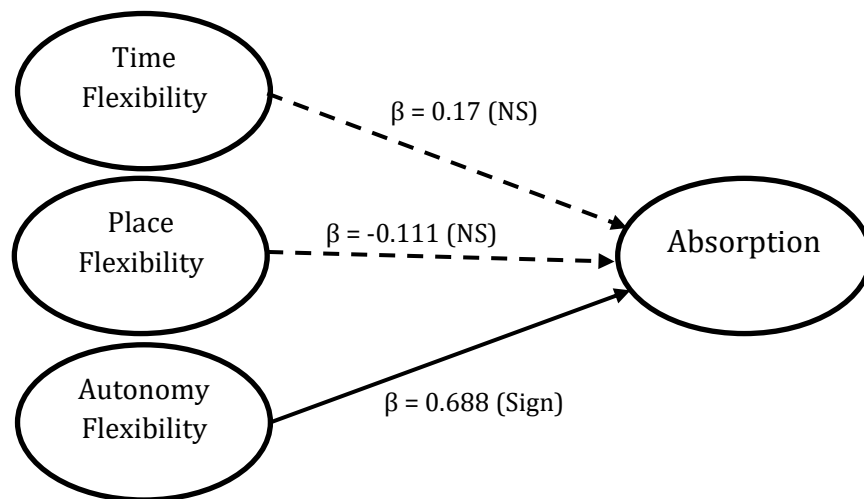 Time
Flexibility
β = 0.17 (NS)
Place
Flexibility
β = -0.111 (NS)
Absorption
Autonomy
Flexibility
β = 0.688 (Sign)